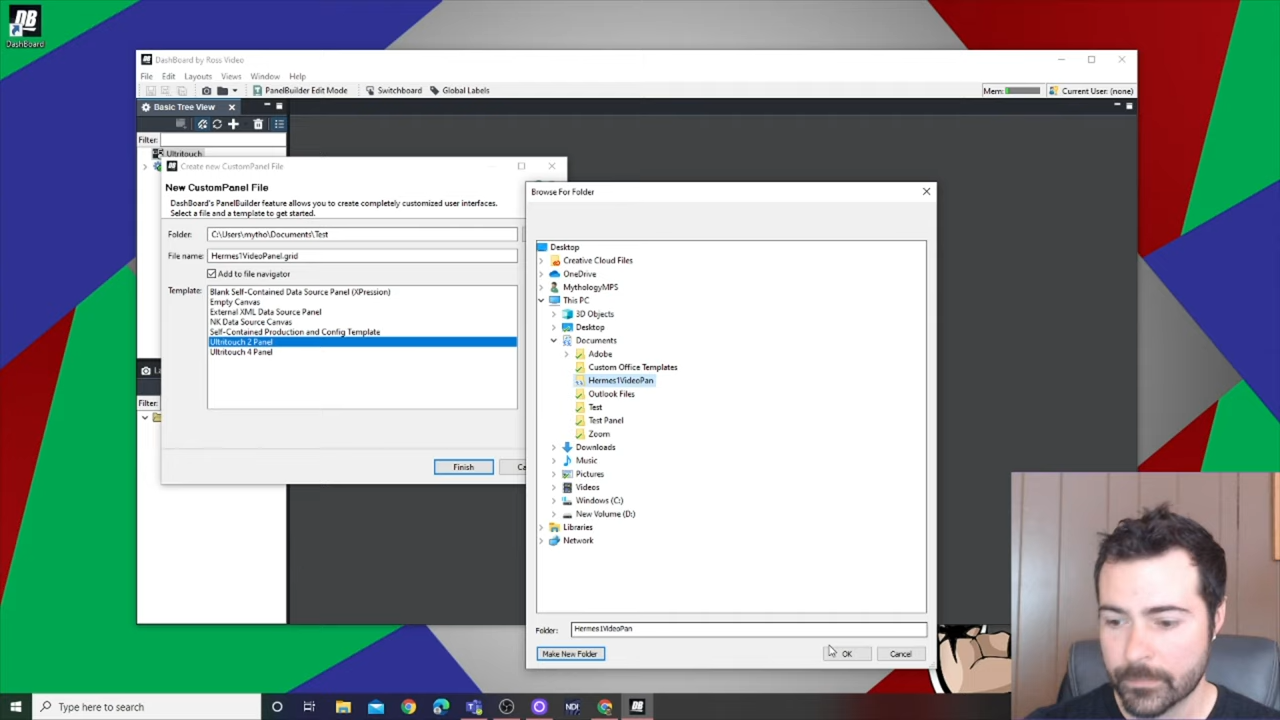 DB
DashBoard
DashBoard by Ross Video
File Edit Layouts Views Window Help
PanelBuilder Edit Mode Switchboard Global Labels Mem: Current User: (none)
Basic Tree View
Filter:
Ultritouch
Create new CustomPanel File
New CustomPanel File
DashBoard's PanelBuilder feature allows you to create completely customized user interfaces.
Select a file and a template to get started.
Folder: C:\Users\mytho\Documents\Test
File name: Hermes1VideoPanel.grid
Add to file navigator
Template:
Blank Self-Contained Data Source Panel (XPression)
Empty Canvas
External XML Data Source Panel
NK Data Source Canvas
Self-Contained Production and Config Template
Ultritouch 2 Panel
Ultritouch 4 Panel
Finish
Filter:
Browse For Folder
Desktop
Creative Cloud Files
OneDrive
MythologyMPS
This PC
3D Objects
Desktop
Documents
Adobe
Custom Office Templates
Hermes1VideoPan
Outlook Files
Test
Test Panel
Zoom
Downloads
Music
Pictures
Videos
Windows (C:)
New Volume (D:)
Libraries
Network
Folder: Hermes1VideoPan
Make New Folder OK Cancel
Type here to search
NDI
DB